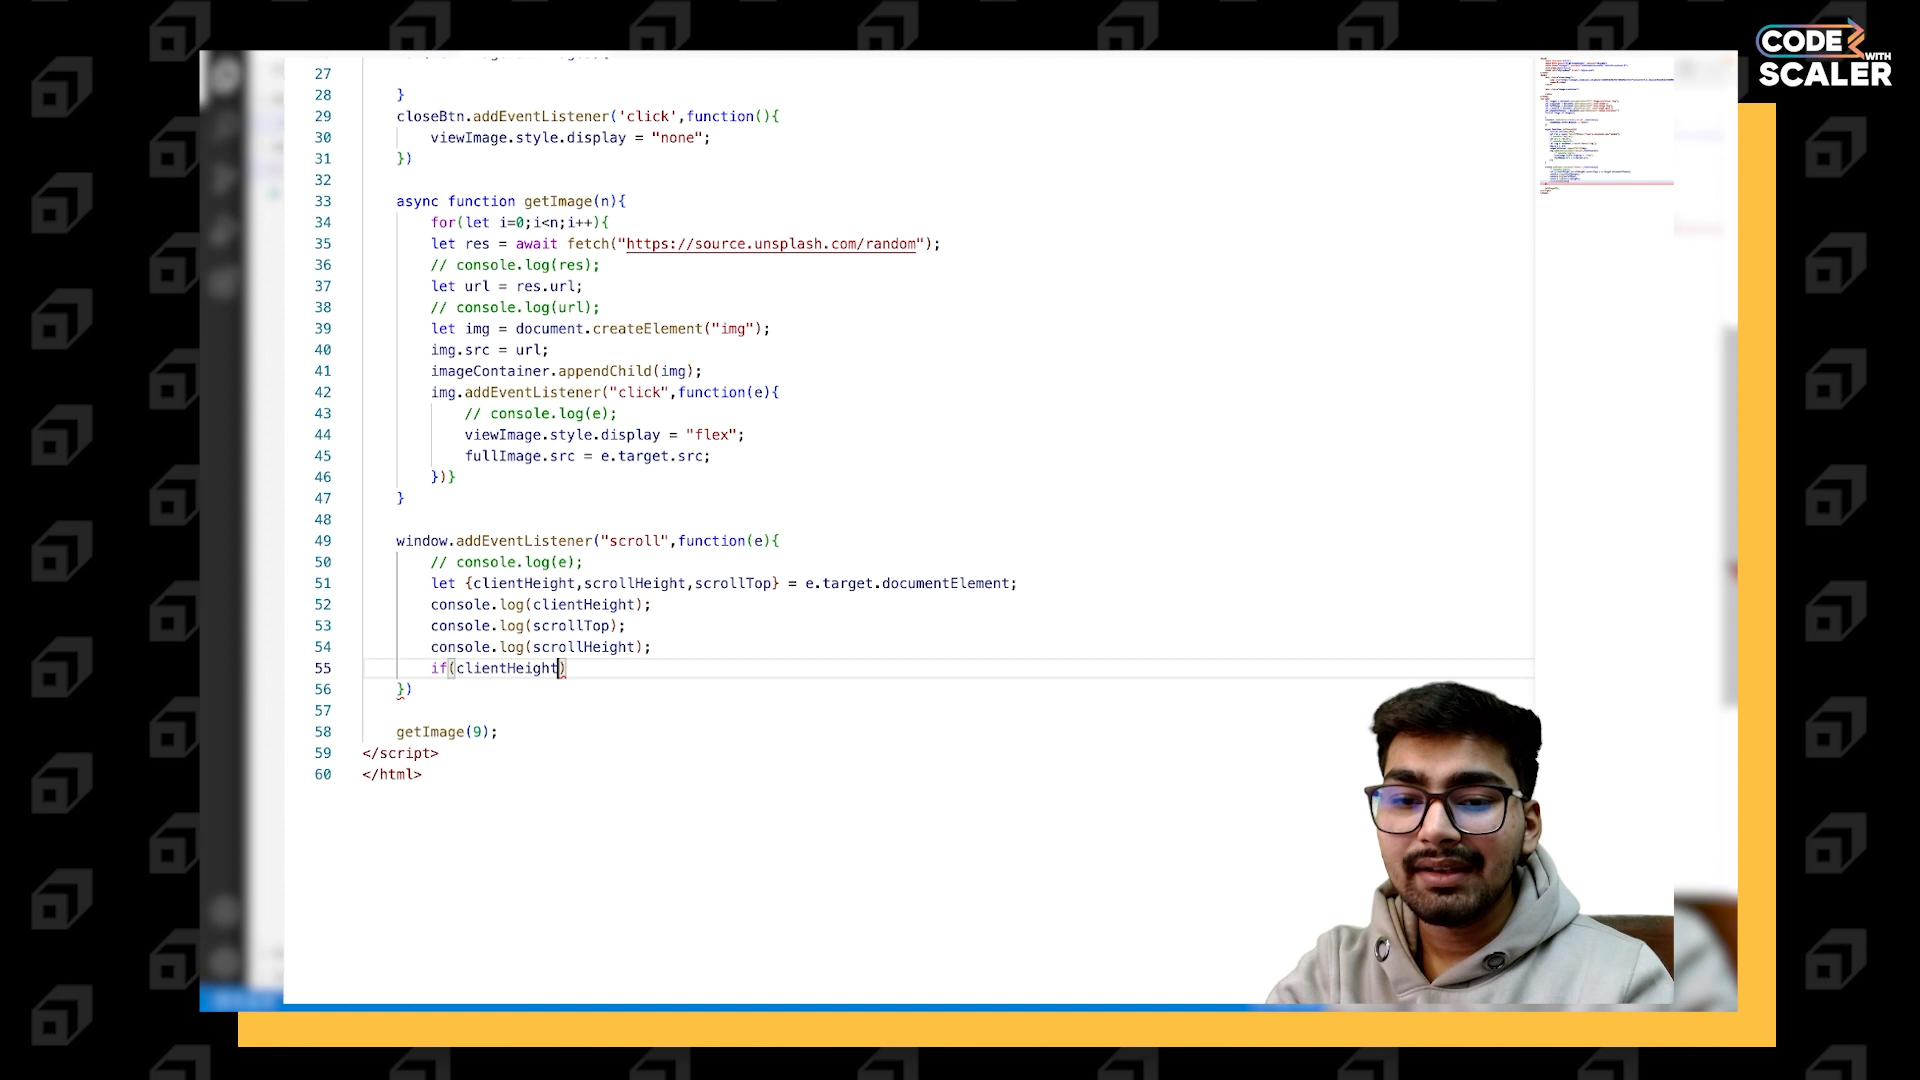 CODE
WITH
SCALER
27
28 }
29 closeBtn.addEventListener('click',function(){
30 viewImage.style.display = "none";
31 })
32
33 async function getImage(n){
34 for(let i=0;i<n;i++){
35 let res = await fetch("https://source.unsplash.com/random");
36 // console.log(res);
37 let url = res.url;
38 // console.log(url);
39 let img = document.createElement("img");
40 img.src = url;
41 imageContainer.appendChild(img);
42 img.addEventListener("click",function(e){
43 // console.log(e);
44 viewImage.style.display = "flex";
45 fullImage.src = e.target.src;
46 })}
47 }
48
49 window.addEventListener("scroll",function(e){
50 // console.log(e);
51 let {clientHeight,scrollHeight,scrollTop} = e.target.documentElement;
52 console.log(clientHeight);
53 console.log(scrollTop);
54 console.log(scrollHeight);
55 if(clientHeight)
56 })
57
58 getImage(9);
59 </script>
60 </html>